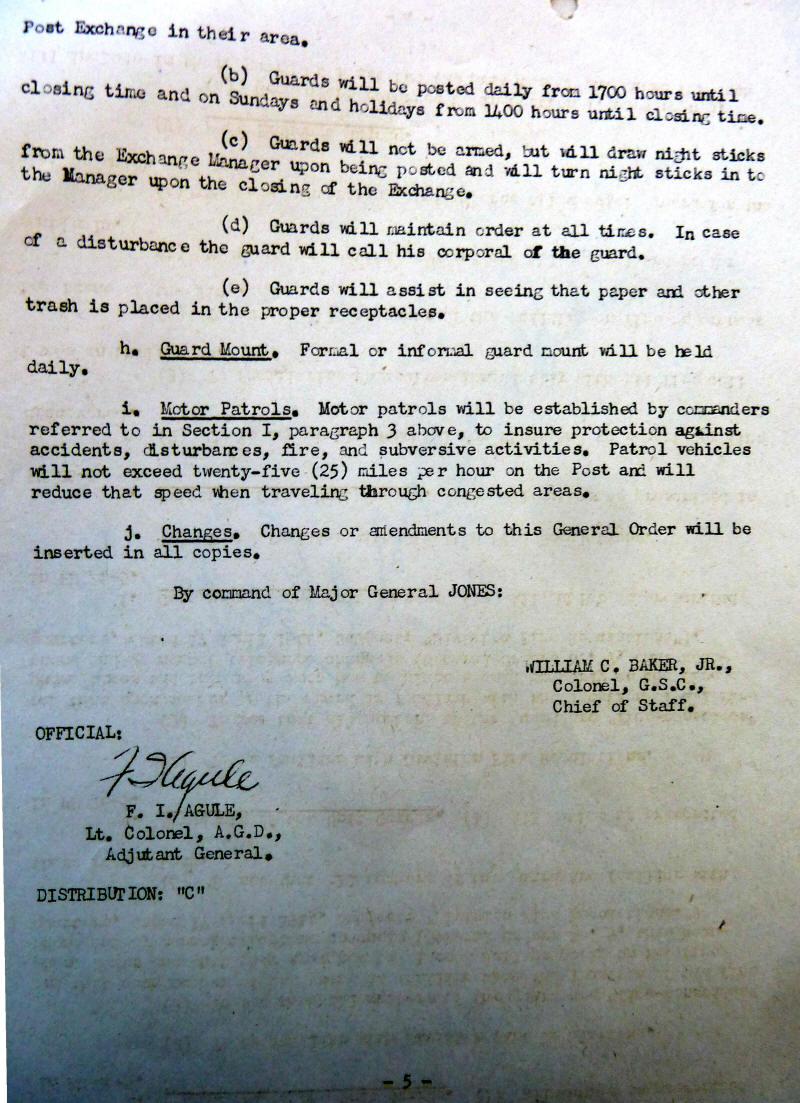 Post Exchange in their area.
(b) Guards will be posted daily from 1700 hours until
closing time and on Sundays and holidays from 1400 hours until closing time.
(c) Guards will not be armed, but will draw night sticks
from the Exchange Manager upon being posted and will turn night sticks in to
the Manager upon the closing of the Exchange.
(d) Guards will maintain order at all times. In case
of a disturbance the guard will call his corporal of the guard.
(e) Guards will assist in seeing that paper and other
trash is placed in the proper receptacles.
h. Guard Mount. Formal or informal guard mount will be held
daily.
i. Motor Patrols. Motor patrols will be established by commanders
referred to in Section I, paragraph 3 above, to insure protection against
accidents, disturbances, fire, and subversive activities. Patrol vehicles
will not exceed twenty-five (25) miles per hour on the Post and will
reduce that speed when traveling through congested areas.
j. Changes. Changes or amendments to this General Order will be
inserted in all copies.
By command of Major General JONES:
WILLIAM C. BAKER, JR.,
Colonel, G.S.C.,
Chief of Staff.
OFFICIAL:
F I Agule
F. I. AGULE,
Lt. Colonel, A.G.D.,
Adjutant General.
DISTRIBUTION: "C"
- 5 -